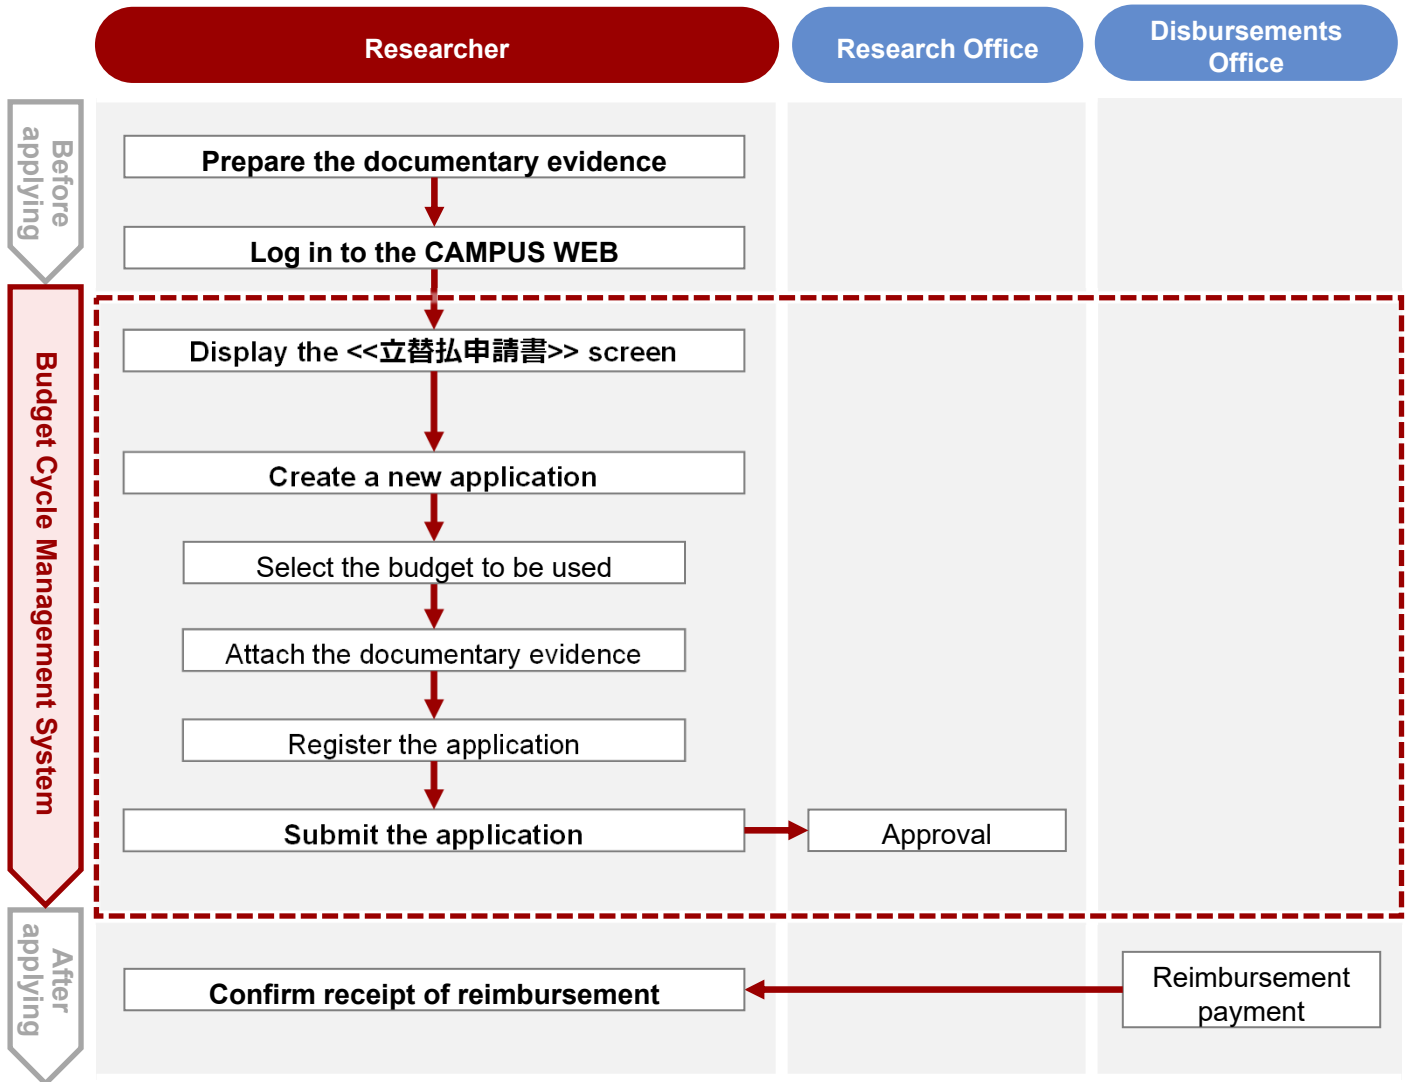 Researcher
Research Office
Disbursements
Office
Before
applying
Prepare the documentary evidence
Log in to the CAMPUS WEB
Budget Cycle Management System
Display the <<立替払申請書>> screen
Create a new application
Select the budget to be used
Attach the documentary evidence
Register the application
Submit the application
Approval
After
applying
Confirm receipt of reimbursement
Reimbursement
payment